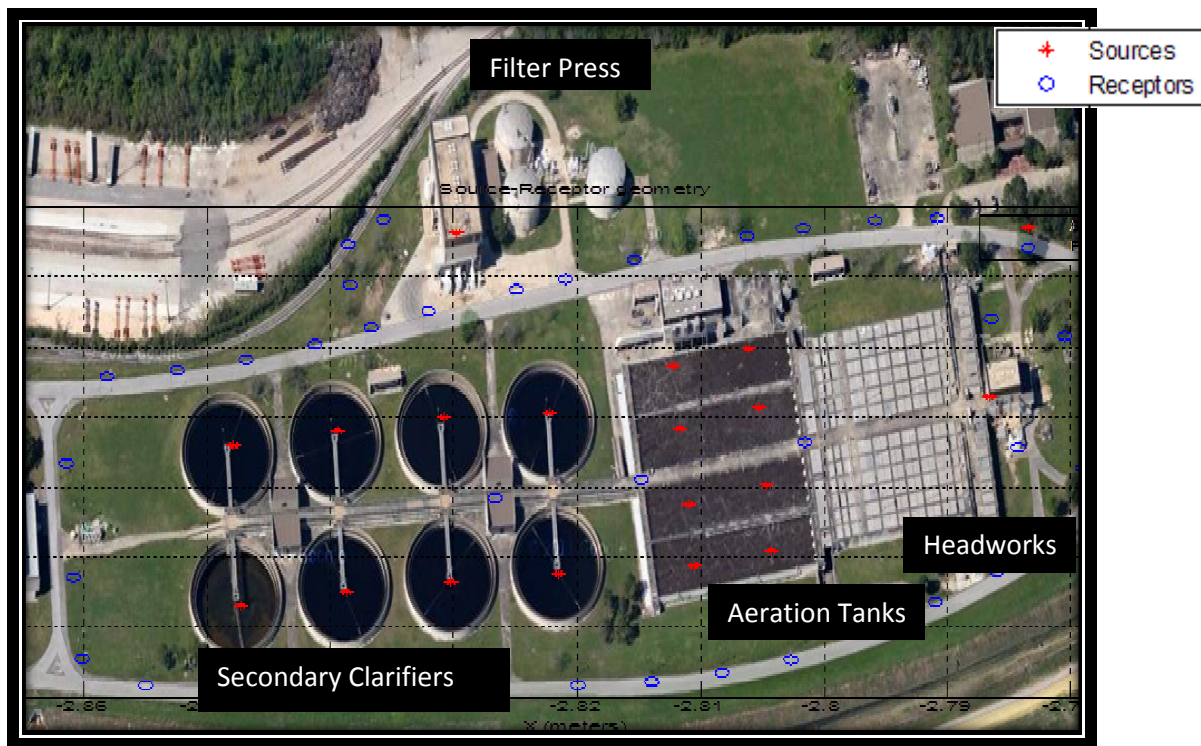 Filter Press
Sources
Receptors
Source-Receptor geometry
Headworks
Aeration Tanks
Secondary Clarifiers
-2.86
-2.82
-2.81
-2.8
-2.79
X (meters)